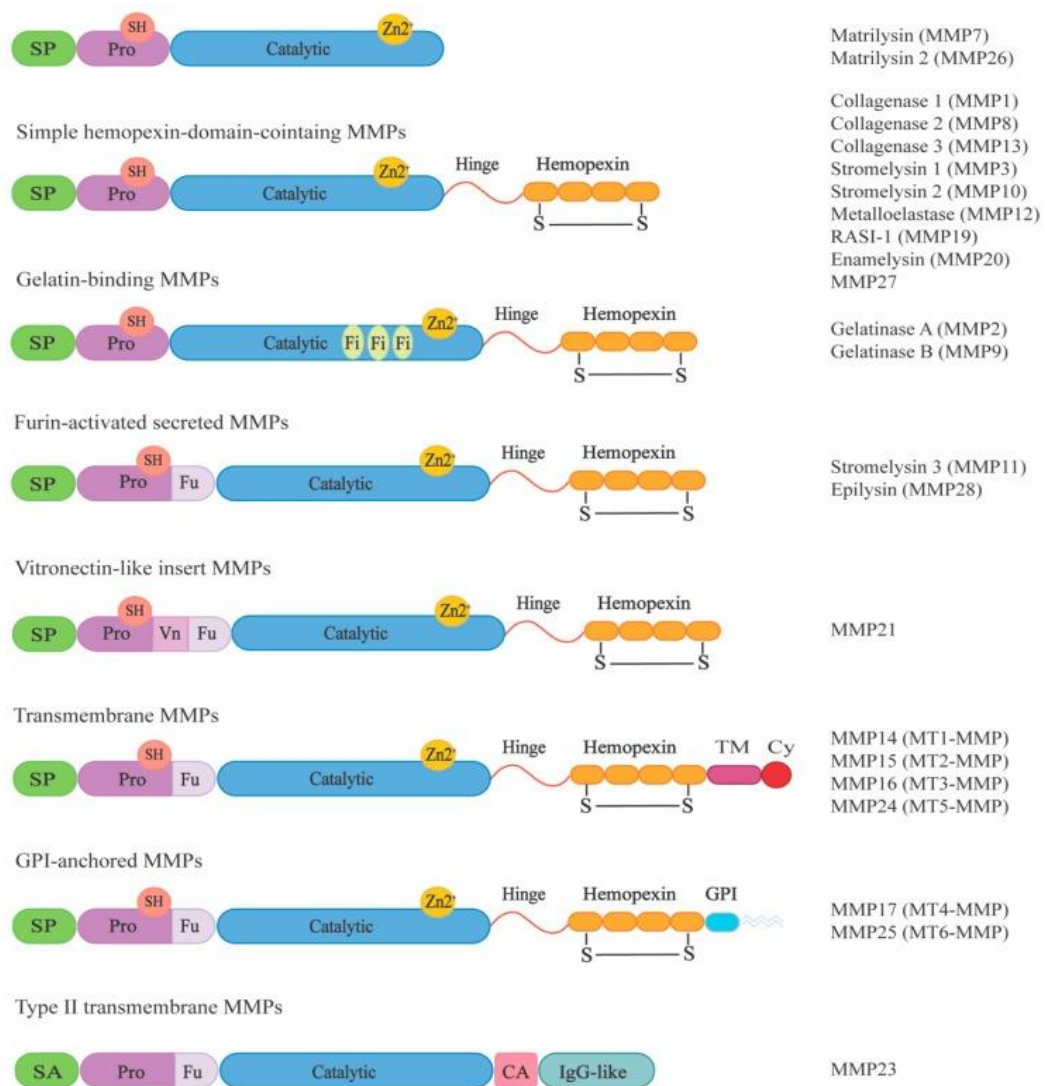 SH
Zn2+
SP Pro Catalytic
Matrilysin (MMP7)
Matrilysin 2 (MMP26)
Simple hemopexin-domain-cointaing MMPs
SH
Zn2+
Hinge Hemopexin
SP Pro Catalytic
S S
Collagenase 1 (MMP1)
Collagenase 2 (MMP8)
Collagenase 3 (MMP13)
Stromelysin 1 (MMP3)
Stromelysin 2 (MMP10)
Metalloelastase (MMP12)
RASI-1 (MMP19)
Enamelysin (MMP20)
MMP27
Gelatin-binding MMPs
SH
Zn2+
Hinge Hemopexin
SP Pro Catalytic Fi Fi Fi
S S
Gelatinase A (MMP2)
Gelatinase B (MMP9)
Furin-activated secreted MMPs
SH
Zn2+
Hinge Hemopexin
SP Pro Fu Catalytic
S S
Stromelysin 3 (MMP11)
Epilysin (MMP28)
Vitronectin-like insert MMPs
SH
Zn2+
Hinge Hemopexin
SP Pro Vn Fu Catalytic
S S
MMP21
Transmembrane MMPs
SH
Zn2+
Hinge Hemopexin TM Cy
SP Pro Fu Catalytic
S S
MMP14 (MT1-MMP)
MMP15 (MT2-MMP)
MMP16 (MT3-MMP)
MMP24 (MT5-MMP)
GPI-anchored MMPs
SH
Zn2+
Hinge Hemopexin GPI
SP Pro Fu Catalytic
S S
MMP17 (MT4-MMP)
MMP25 (MT6-MMP)
Type II transmembrane MMPs
SA Pro Fu Catalytic CA IgG-like
MMP23